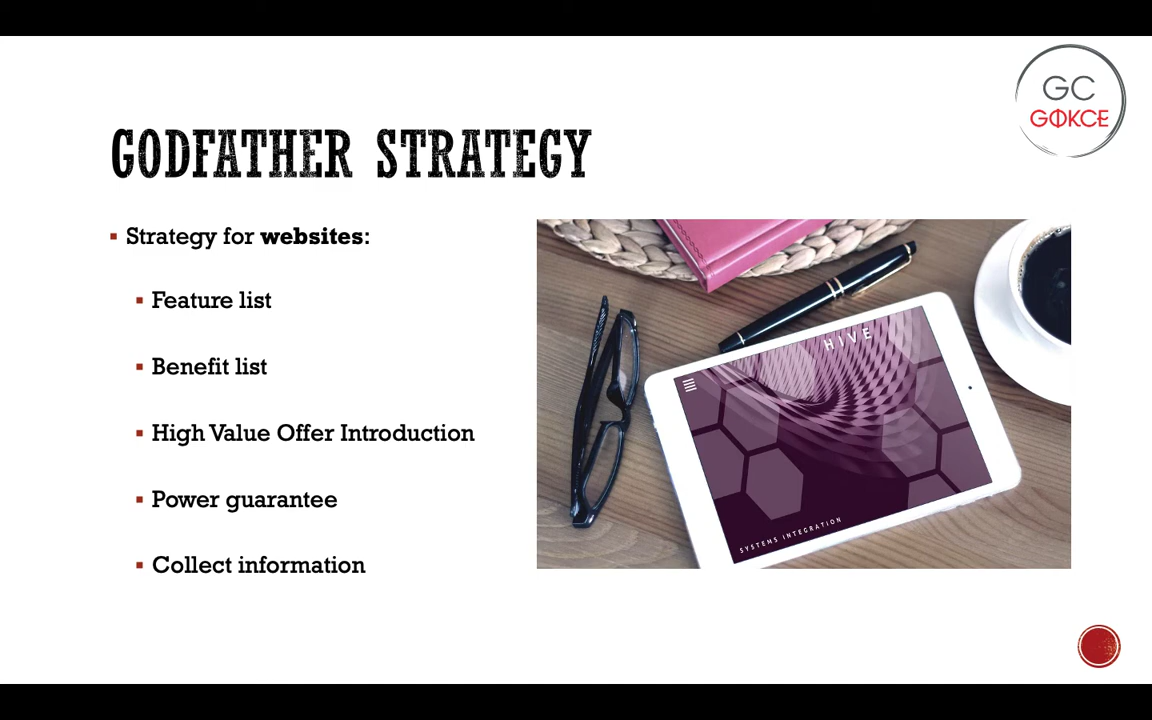 GC
GOKCE
GODFATHER STRATEGY
Strategy for websites:
Feature list
Benefit list
High Value Offer Introduction
Power guarantee
Collect information
HIVE
SYSTEMS INTEGRATION